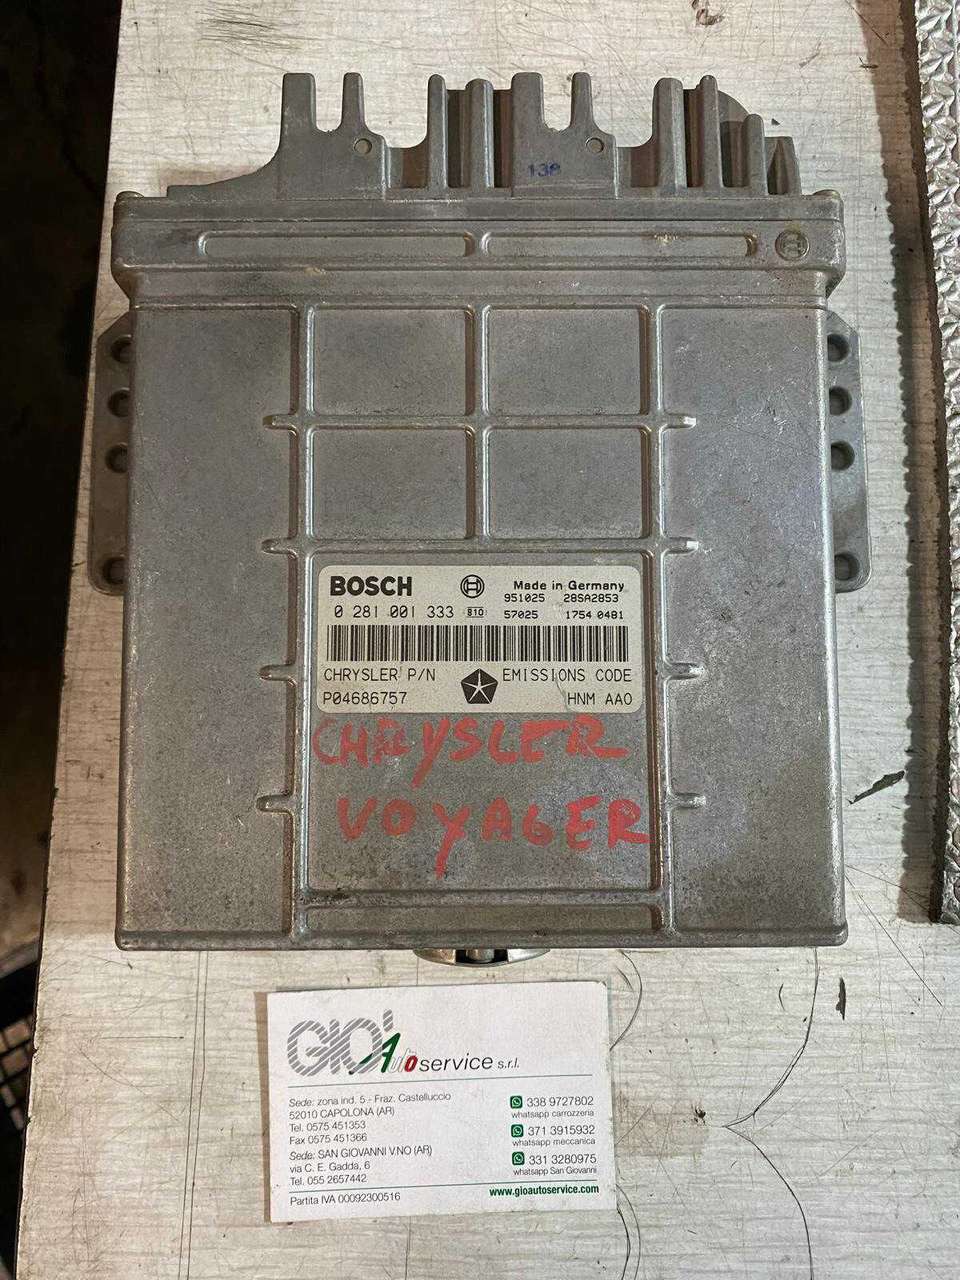 138
BOSCH
Made in Germany
951025 28SA2853
0 281 001 333 810 57025 1754 0481
CHRYSLER P/N EMISSIONS CODE
P04686757 HNM AAO
CHRYSLER
VOYAGER
GIO' Autoservice s.r.l.
Sede: zona ind. 5 - Fraz. Castelluccio
52010 CAPOLONA (AR)
Tel. 0575 451353
Fax 0575 451366
Sede: SAN GIOVANNI V.NO (AR)
via C. E. Gadda, 6
Tel. 055 2657442
Partita IVA 00092300516
338 9727802
whatsapp carrozzeria
371 3915932
whatsapp meccanica
331 3280975
whatsapp San Giovanni
www.gioautoservice.com